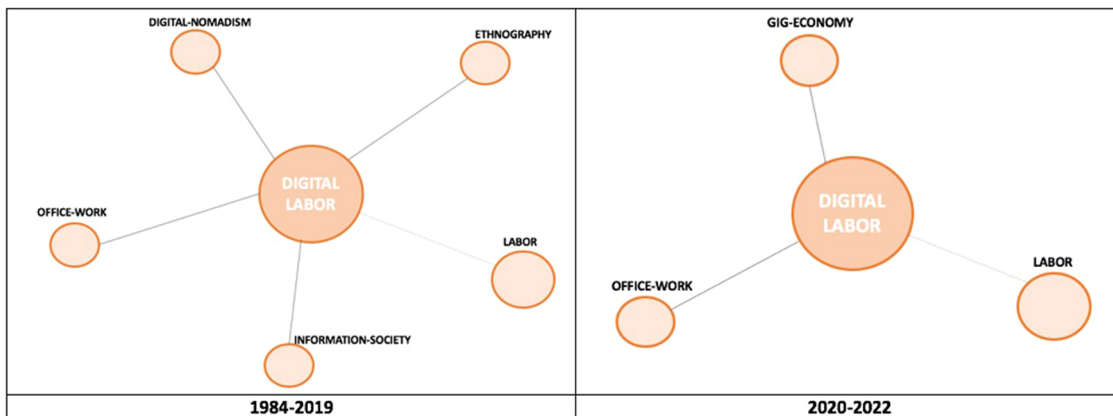 DIGITAL-NOMADISM
ETHNOGRAPHY
DIGITAL
LABOR
OFFICE-WORK
LABOR
INFORMATION-SOCIETY
1984-2019
GIG-ECONOMY
DIGITAL
LABOR
OFFICE-WORK
LABOR
2020-2022